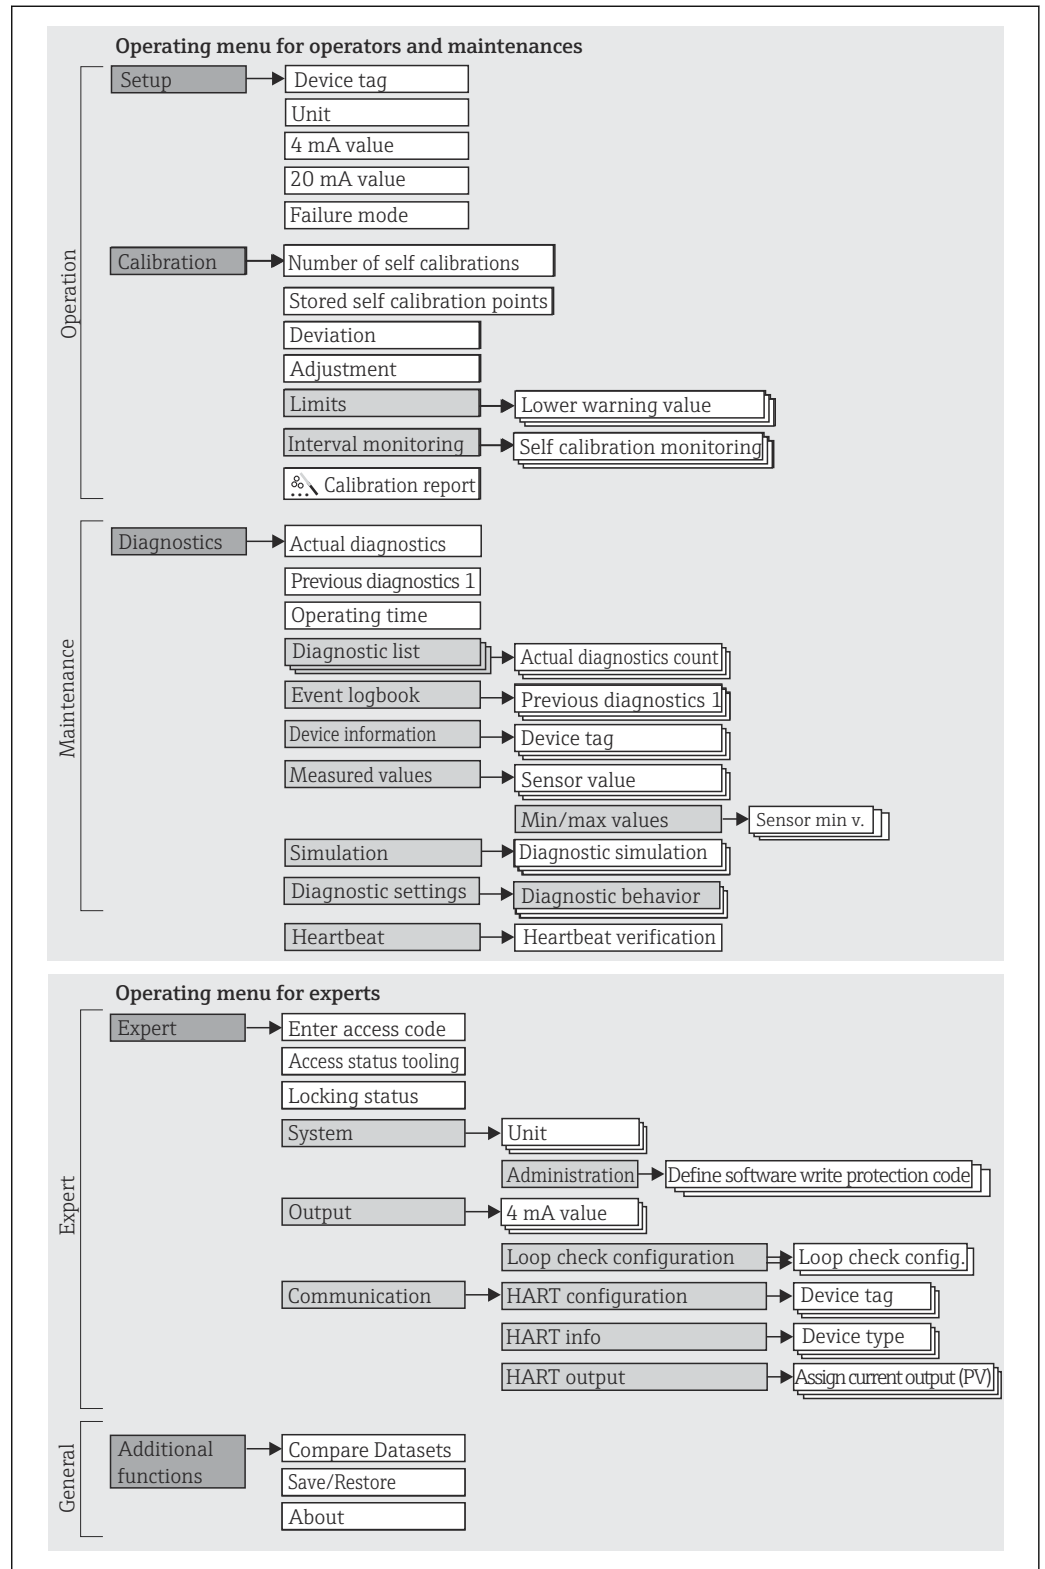 Operating menu for operators and maintenances
Operation
Setup
Device tag
Unit
4 mA value
20 mA value
Failure mode
Calibration
Number of self calibrations
Stored self calibration points
Deviation
Adjustment
Limits
Lower warning value
Interval monitoring
Self calibration monitoring
Calibration report
Maintenance
Diagnostics
Actual diagnostics
Previous diagnostics 1
Operating time
Diagnostic list
Actual diagnostics count
Event logbook
Previous diagnostics 1
Device information
Device tag
Measured values
Sensor value
Min/max values
Sensor min v.
Simulation
Diagnostic simulation
Diagnostic settings
Diagnostic behavior
Heartbeat
Heartbeat verification
Operating menu for experts
Expert
Expert
Enter access code
Access status tooling
Locking status
System
Unit
Administration
Define software write protection code
Output
4 mA value
Loop check configuration
Loop check config.
Communication
HART configuration
Device tag
HART info
Device type
HART output
Assign current output (PV)
General
Additional
functions
Compare Datasets
Save/Restore
About